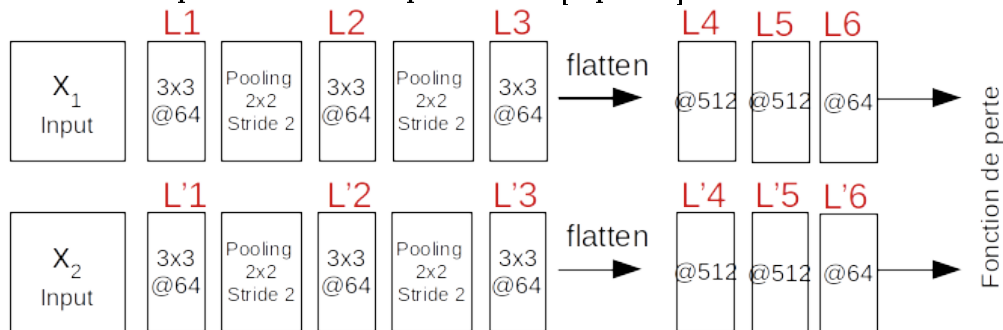 L1 L2 L3 L4 L5 L6
X1
Input
3x3
@64
Pooling
2x2
Stride 2
3x3
@64
Pooling
2x2
Stride 2
3x3
@64
flatten
@512
@512
@64
L'1 L'2 L'3 L'4 L'5 L'6
X2
Input
3x3
@64
Pooling
2x2
Stride 2
3x3
@64
Pooling
2x2
Stride 2
3x3
@64
flatten
@512
@512
@64
Fonction de perte